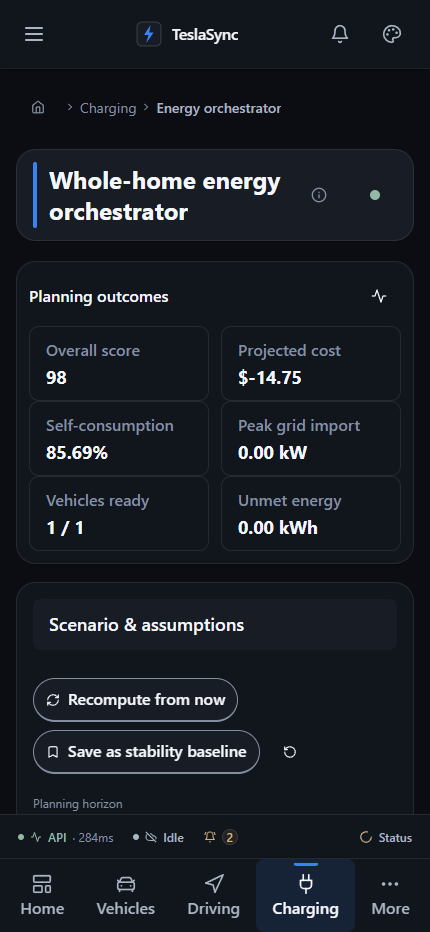 TeslaSync
Charging
Energy orchestrator
Whole-home energy
orchestrator
Planning outcomes
Overall score
98
Projected cost
$-14.75
Self-consumption
85.69%
Peak grid import
0.00 kW
Vehicles ready
1 / 1
Unmet energy
0.00 kWh
Scenario & assumptions
Recompute from now
Save as stability baseline
Planning horizon
API · 284ms
Idle
2
Status
Home
Vehicles
Driving
Charging
More